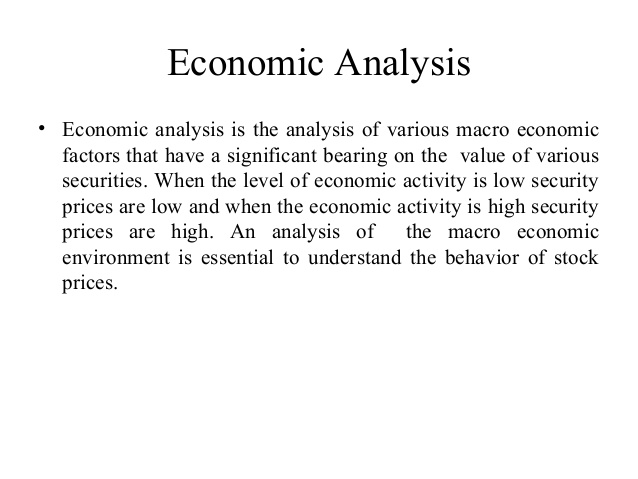 Economic Analysis
• Economic analysis is the analysis of various macro economic
factors that have a significant bearing on the value of various
securities. When the level of economic activity is low security
prices are low and when the economic activity is high security
prices are high. An analysis of the macro economic
environment is essential to understand the behavior of stock
prices.